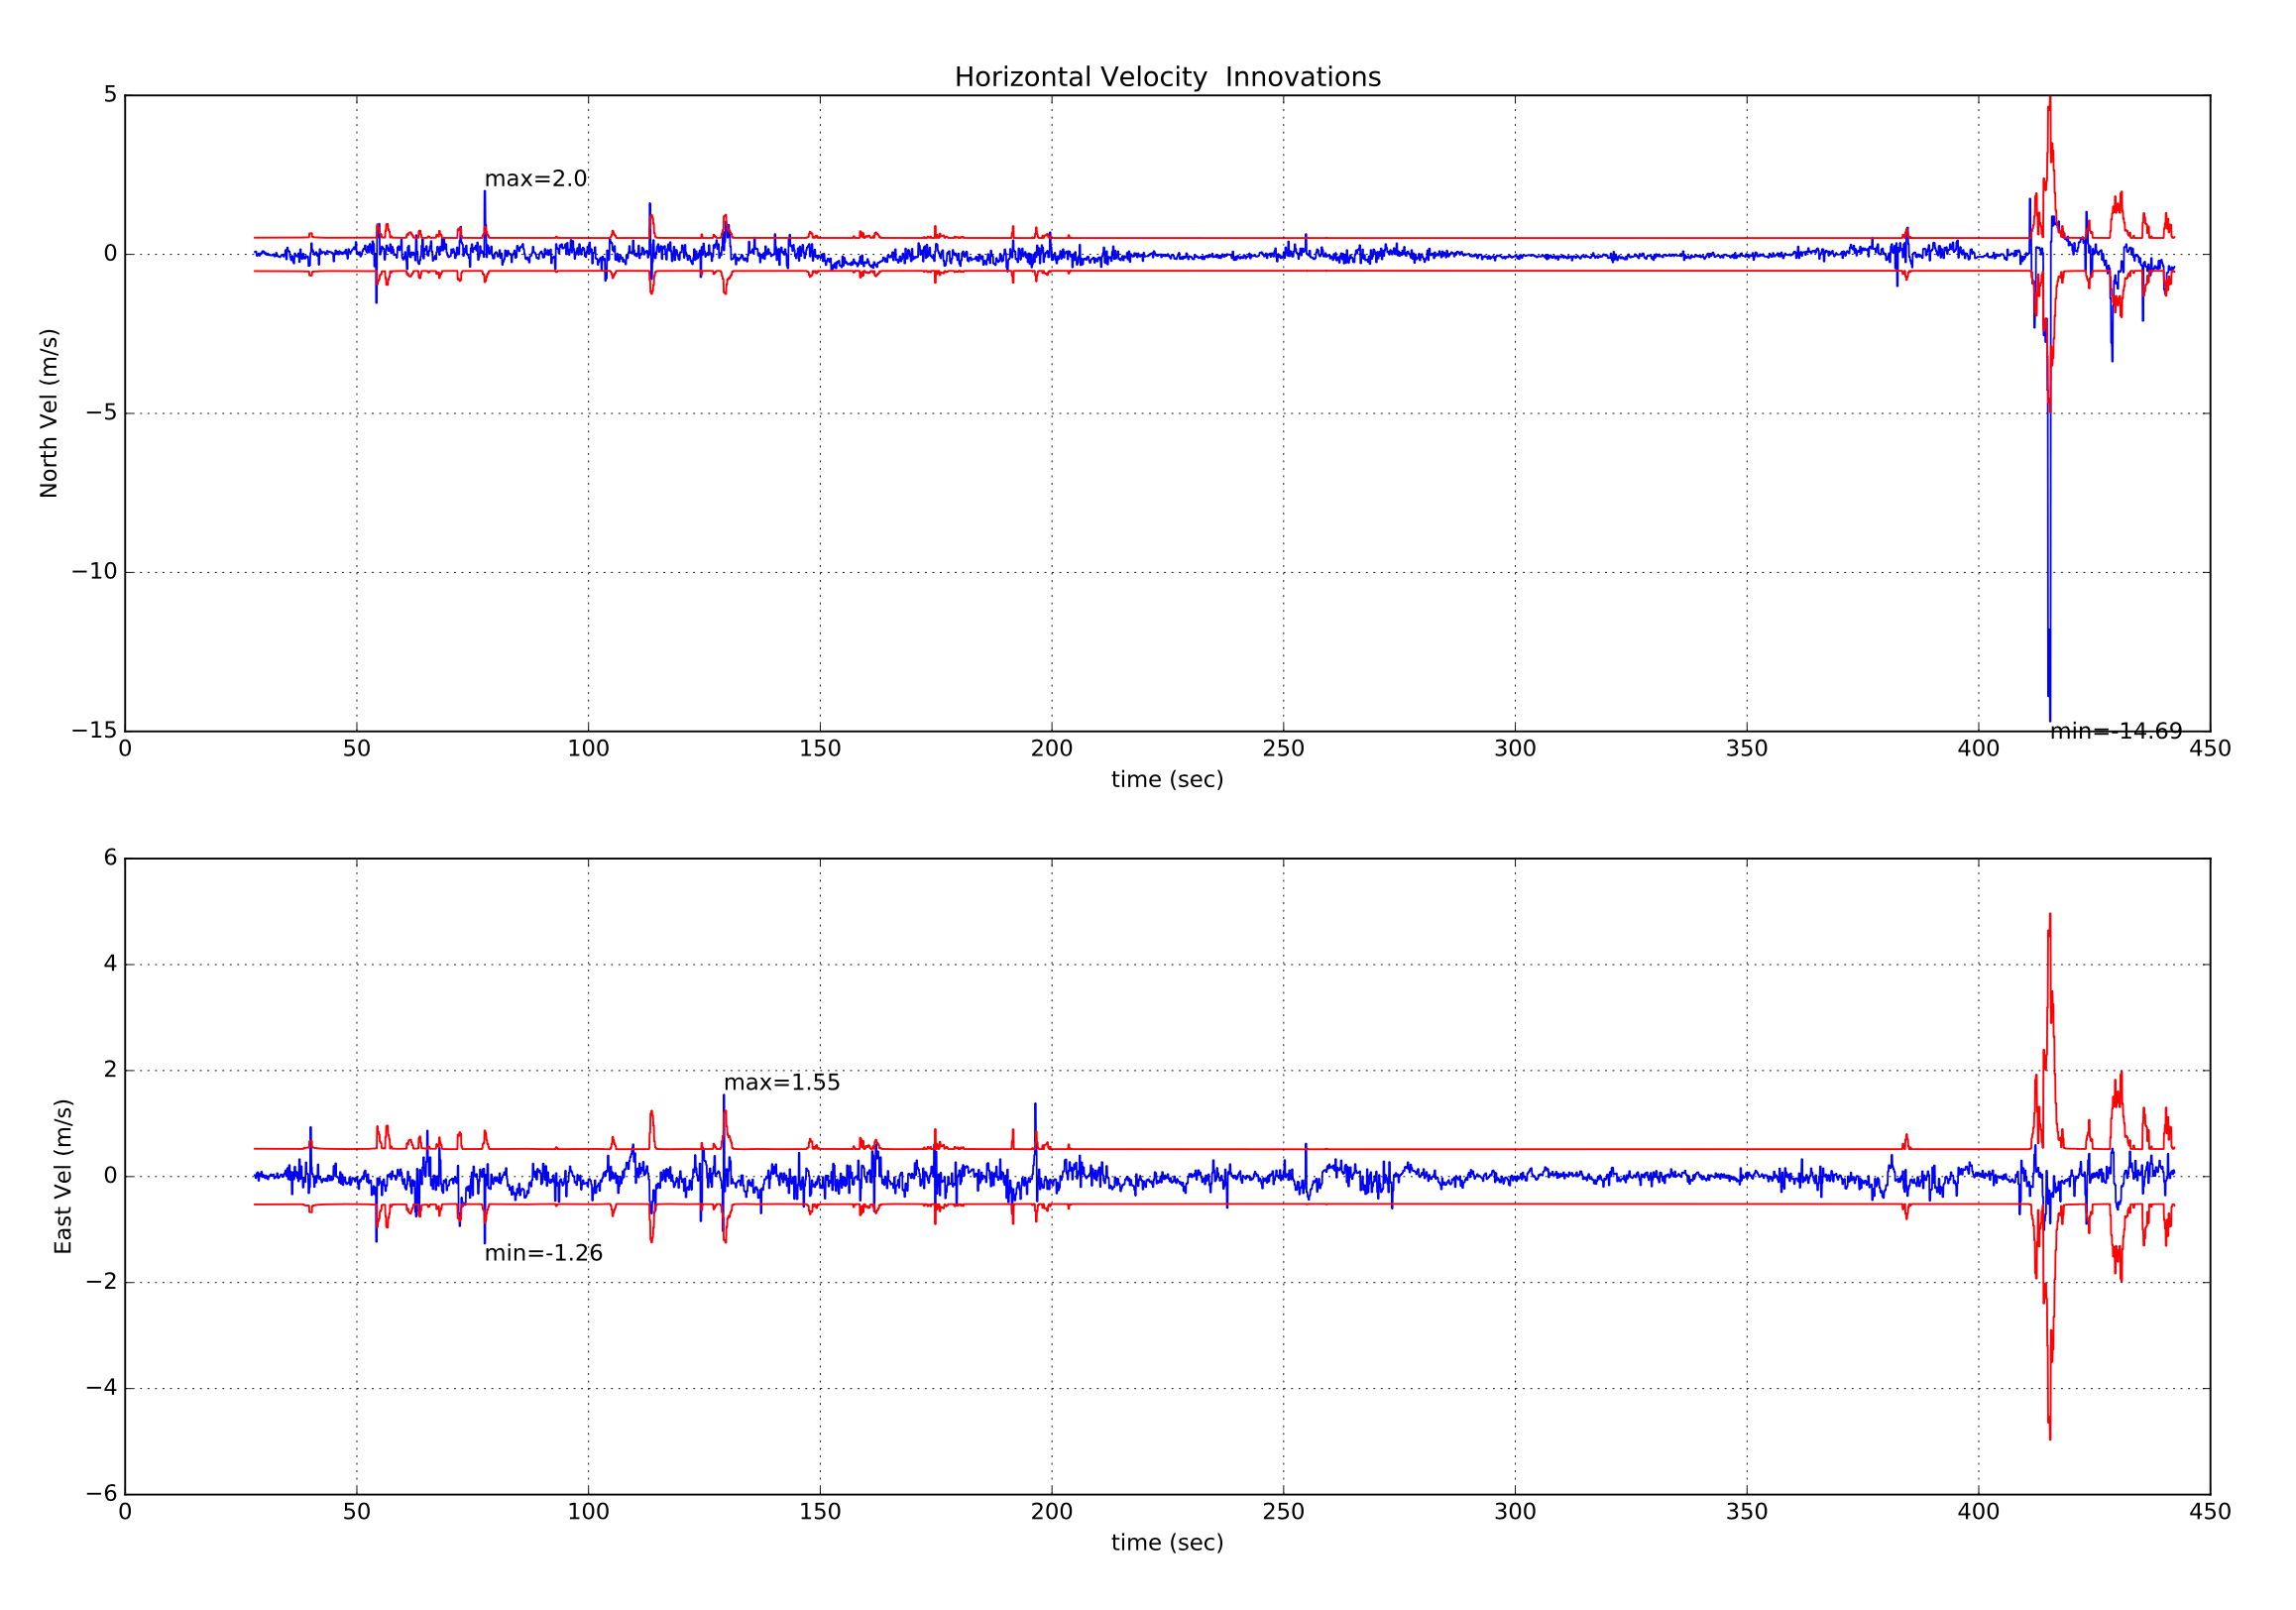 Horizontal Velocity  Innovations
5
0
−5
−10
−15
North Vel (m/s)
max=2.0
min=-14.69
0 50 100 150 200 250 300 350 400 450
time (sec)
6
4
2
0
−2
−4
−6
East Vel (m/s)
max=1.55
min=-1.26
0 50 100 150 200 250 300 350 400 450
time (sec)